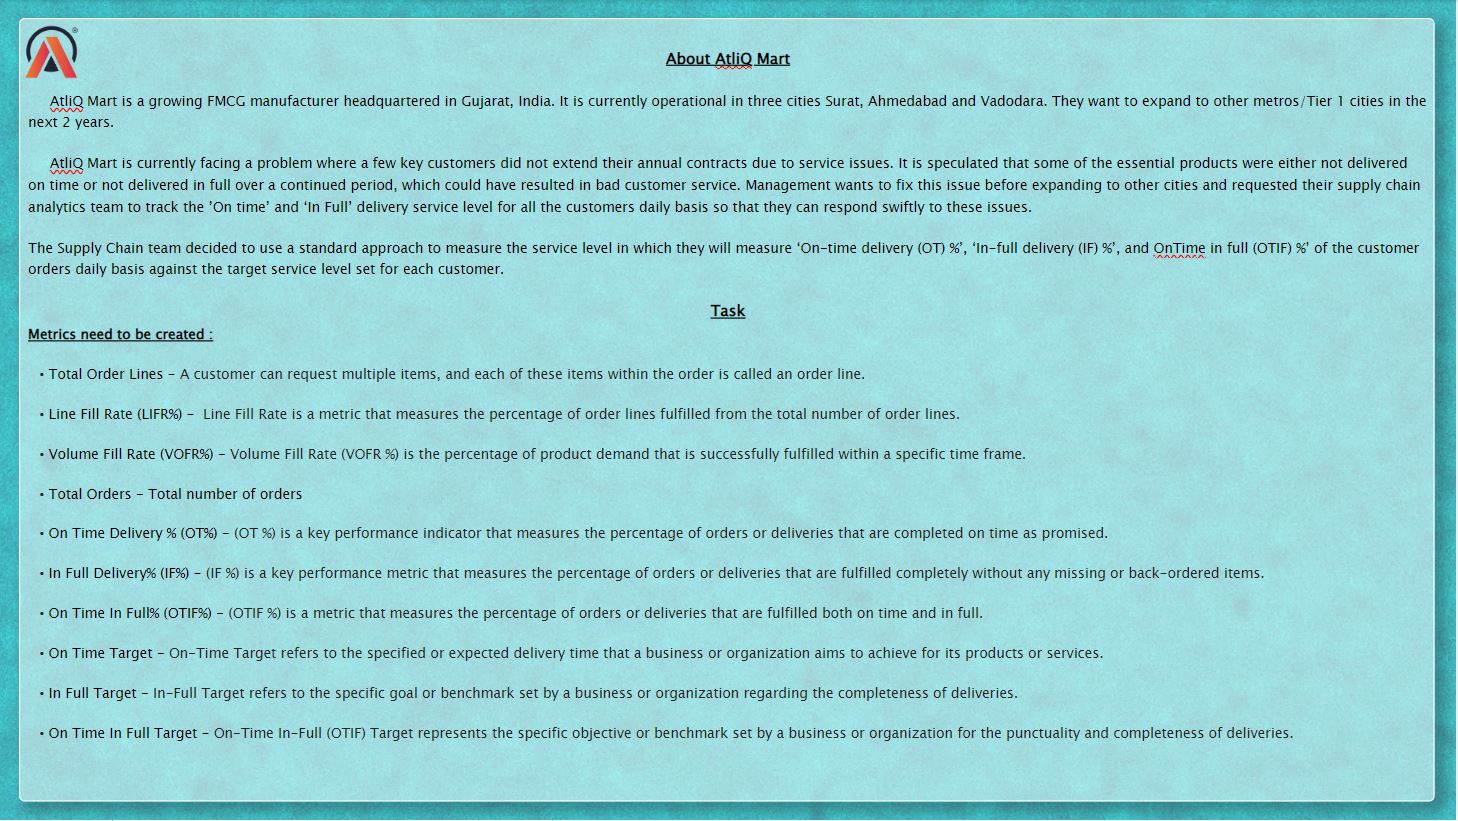 ®
About AtliQ Mart
AtliQ Mart is a growing FMCG manufacturer headquartered in Gujarat, India. It is currently operational in three cities Surat, Ahmedabad and Vadodara. They want to expand to other metros/Tier 1 cities in the
next 2 years.
AtliQ Mart is currently facing a problem where a few key customers did not extend their annual contracts due to service issues. It is speculated that some of the essential products were either not delivered
on time or not delivered in full over a continued period, which could have resulted in bad customer service. Management wants to fix this issue before expanding to other cities and requested their supply chain
analytics team to track the ’On time’ and ‘In Full’ delivery service level for all the customers daily basis so that they can respond swiftly to these issues.
The Supply Chain team decided to use a standard approach to measure the service level in which they will measure ‘On-time delivery (OT) %’, ‘In-full delivery (IF) %’, and OnTime in full (OTIF) %’ of the customer
orders daily basis against the target service level set for each customer.
Task
Metrics need to be created :
• Total Order Lines – A customer can request multiple items, and each of these items within the order is called an order line.
• Line Fill Rate (LIFR%) – Line Fill Rate is a metric that measures the percentage of order lines fulfilled from the total number of order lines.
• Volume Fill Rate (VOFR%) – Volume Fill Rate (VOFR %) is the percentage of product demand that is successfully fulfilled within a specific time frame.
• Total Orders – Total number of orders
• On Time Delivery % (OT%) – (OT %) is a key performance indicator that measures the percentage of orders or deliveries that are completed on time as promised.
• In Full Delivery% (IF%) – (IF %) is a key performance metric that measures the percentage of orders or deliveries that are fulfilled completely without any missing or back-ordered items.
• On Time In Full% (OTIF%) – (OTIF %) is a metric that measures the percentage of orders or deliveries that are fulfilled both on time and in full.
• On Time Target – On-Time Target refers to the specified or expected delivery time that a business or organization aims to achieve for its products or services.
• In Full Target – In-Full Target refers to the specific goal or benchmark set by a business or organization regarding the completeness of deliveries.
• On Time In Full Target – On-Time In-Full (OTIF) Target represents the specific objective or benchmark set by a business or organization for the punctuality and completeness of deliveries.